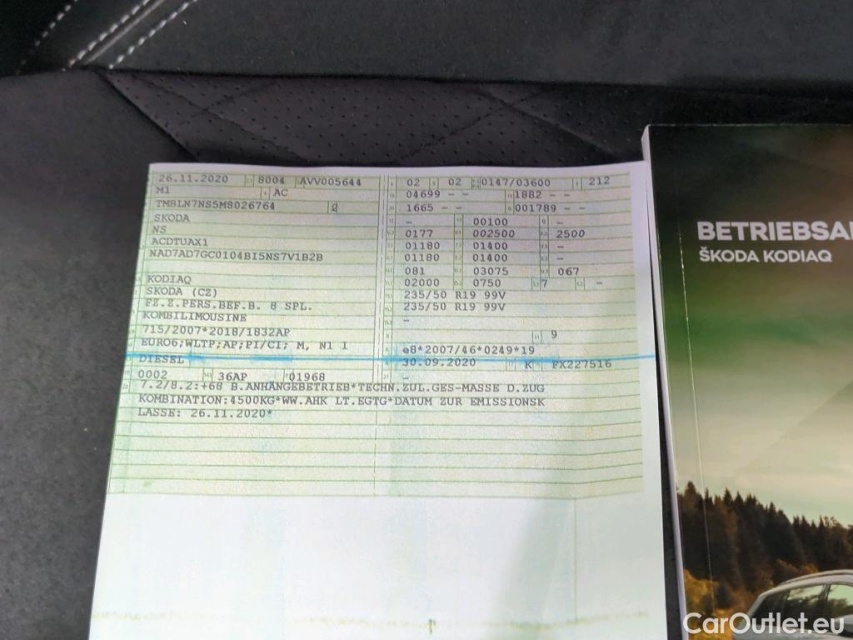 26.11.2020 8004 AVV005644
M1 AC
TMBLN7NS5M8026764
SKODA
NS
ACDTUAX1
NAD7AD7GC0104BI5NS7V1B2B
KODIAQ
SKODA (CZ)
FZ.Z.PERS.BEF.B. 8 SPL.
KOMBILIMOUSINE
715/2007*2018/1832AP
EURO6;WLTP;AP;PI/CI; M, N1 I
DIESEL
0002 36AP 01968
02 02 0147/03600 212
04699 - - 1882 - -
1665 - - 001789 - -
- 00100 -
0177 002500 2500
01180 01400 -
01180 01400 -
081 03075 067
02000 0750 7 -
235/50 R19 99V
235/50 R19 99V
-
9
e8*2007/46*0249*19
30.09.2020 K PX227516
-
7.2/8.2:+68 B.ANHÄNGEBETRIEB*TECHN.ZUL.GES-MASSE D.ZUG
KOMBINATION:4500KG*WW.AHK LT.EGTG*DATUM ZUR EMISSIONSK
LASSE: 26.11.2020*
BETRIEBSA
ŠKODA KODIAQ
CarOutlet.eu